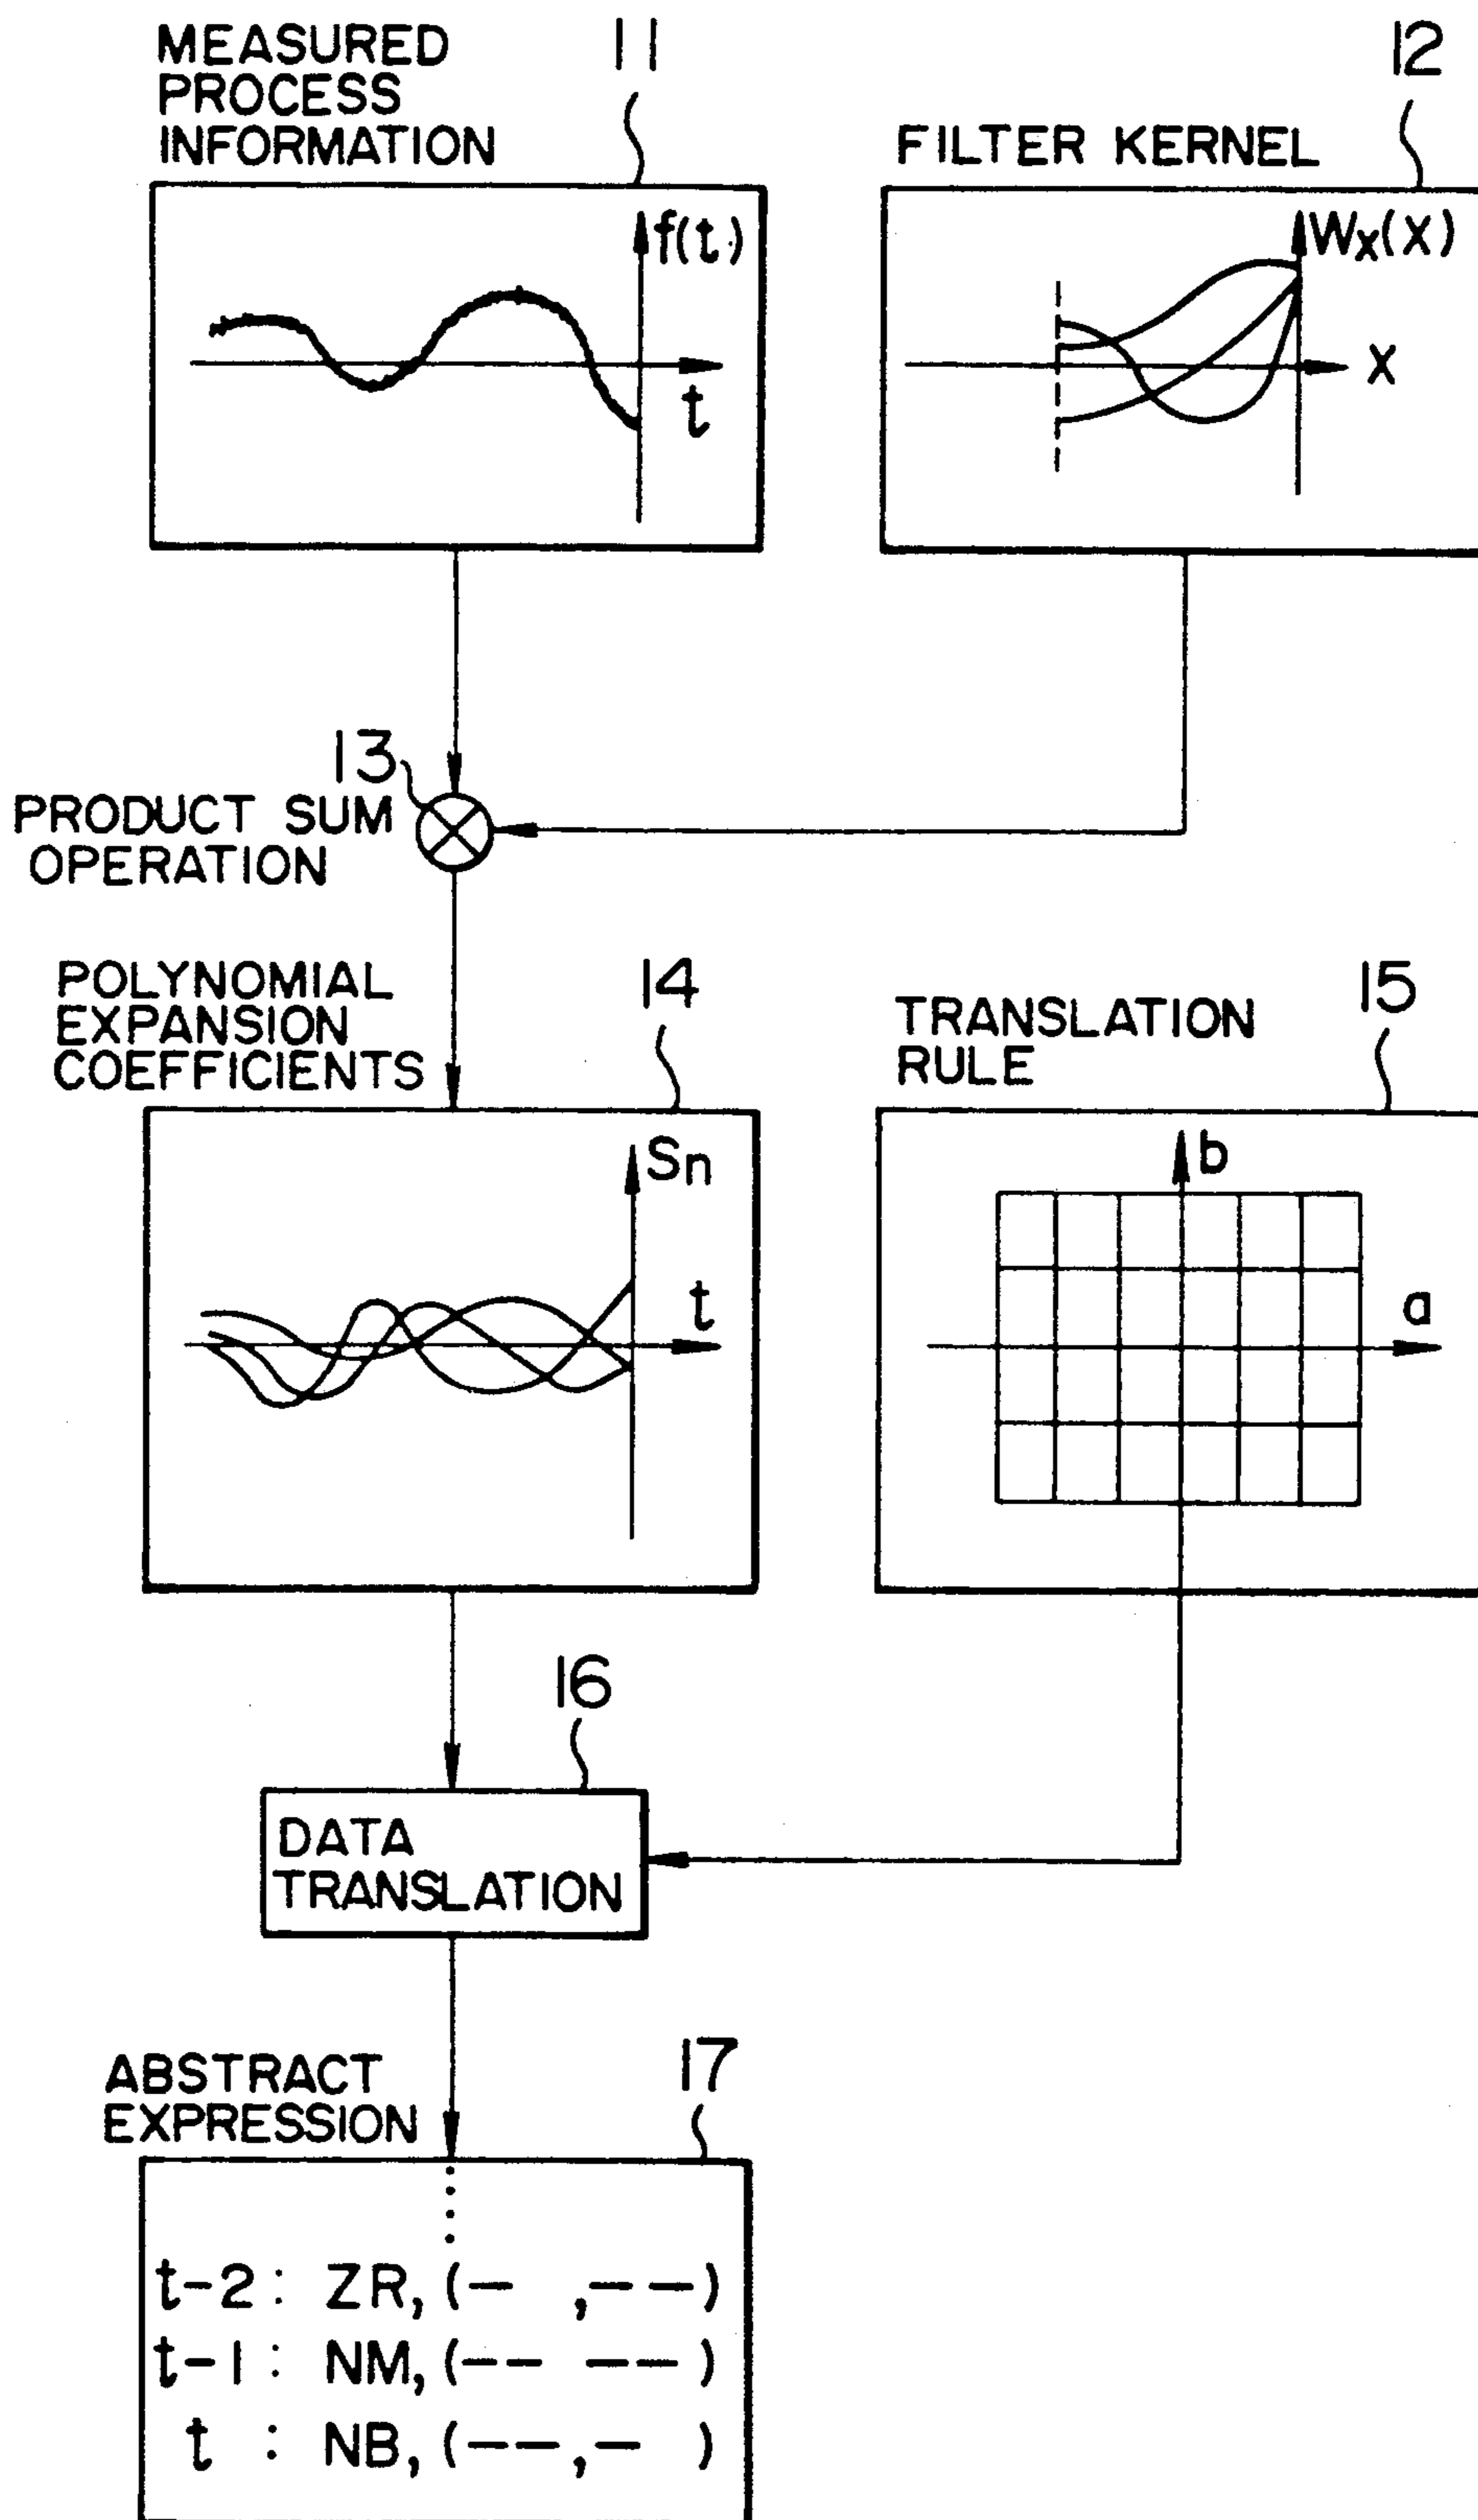 MEASURED
PROCESS
INFORMATION
11
f(t)
t
FILTER KERNEL
12
Wx(x)
x
13
PRODUCT SUM
OPERATION
POLYNOMIAL
EXPANSION
COEFFICIENTS
14
Sn
t
TRANSLATION
RULE
15
b
a
16
DATA
TRANSLATION
ABSTRACT
EXPRESSION
17
t-2: ZR, (— ,— —)
t-1: NM, (— — — —)
t : NB, (— —,— )